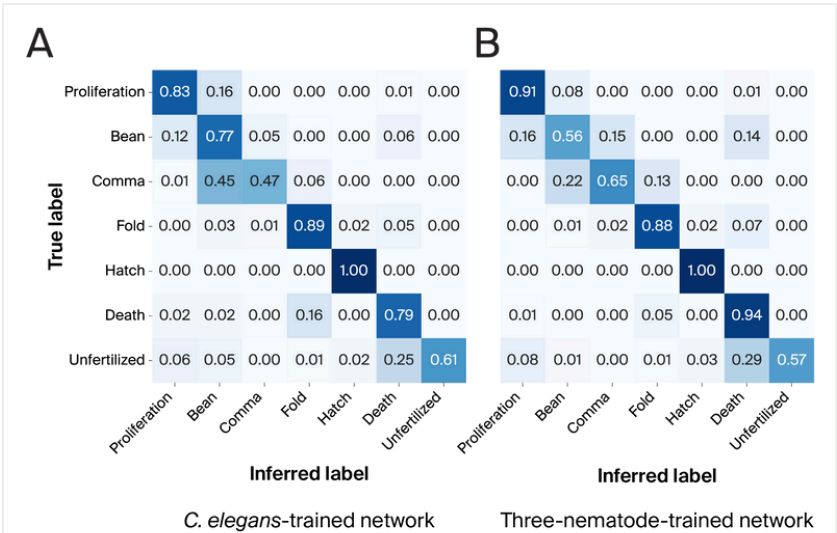 A
B
Proliferation 0.83 0.16 0.00 0.00 0.00 0.01 0.00 0.91 0.08 0.00 0.00 0.00 0.01 0.00
Bean 0.12 0.77 0.05 0.00 0.00 0.06 0.00 0.16 0.56 0.15 0.00 0.00 0.14 0.00
Comma 0.01 0.45 0.47 0.06 0.00 0.00 0.00 0.00 0.22 0.65 0.13 0.00 0.00 0.00
Fold 0.00 0.03 0.01 0.89 0.02 0.05 0.00 0.00 0.01 0.02 0.88 0.02 0.07 0.00
Hatch 0.00 0.00 0.00 0.00 1.00 0.00 0.00 0.00 0.00 0.00 0.00 1.00 0.00 0.00
Death 0.02 0.02 0.00 0.16 0.00 0.79 0.00 0.01 0.00 0.00 0.05 0.00 0.94 0.00
Unfertilized 0.06 0.05 0.00 0.01 0.02 0.25 0.61 0.08 0.01 0.00 0.01 0.03 0.29 0.57
True label
Proliferation Bean Comma Fold Hatch Death Unfertilized Proliferation Bean Comma Fold Hatch Death Unfertilized
Inferred label Inferred label
C. elegans-trained network Three-nematode-trained network